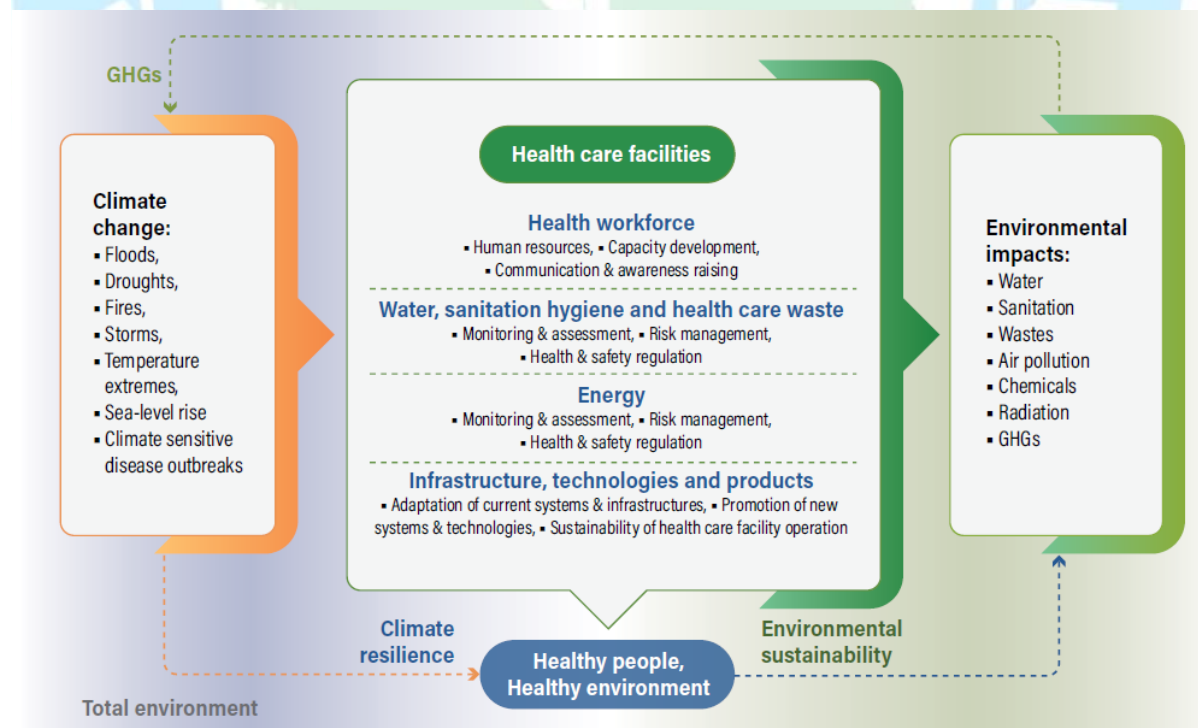 GHGs
Climate
change:
▪ Floods,
▪ Droughts,
▪ Fires,
▪ Storms,
▪ Temperature
extremes,
▪ Sea-level rise
▪ Climate sensitive
disease outbreaks
Health care facilities
Health workforce
▪ Human resources, ▪ Capacity development,
▪ Communication & awareness raising
Water, sanitation hygiene and health care waste
▪ Monitoring & assessment, ▪ Risk management,
▪ Health & safety regulation
Energy
▪ Monitoring & assessment, ▪ Risk management,
▪ Health & safety regulation
Infrastructure, technologies and products
▪ Adaptation of current systems & infrastructures, ▪ Promotion of new
systems & technologies, ▪ Sustainability of health care facility operation
Environmental
impacts:
▪ Water
▪ Sanitation
▪ Wastes
▪ Air pollution
▪ Chemicals
▪ Radiation
▪ GHGs
Climate
resilience
Healthy people,
Healthy environment
Environmental
sustainability
Total environment